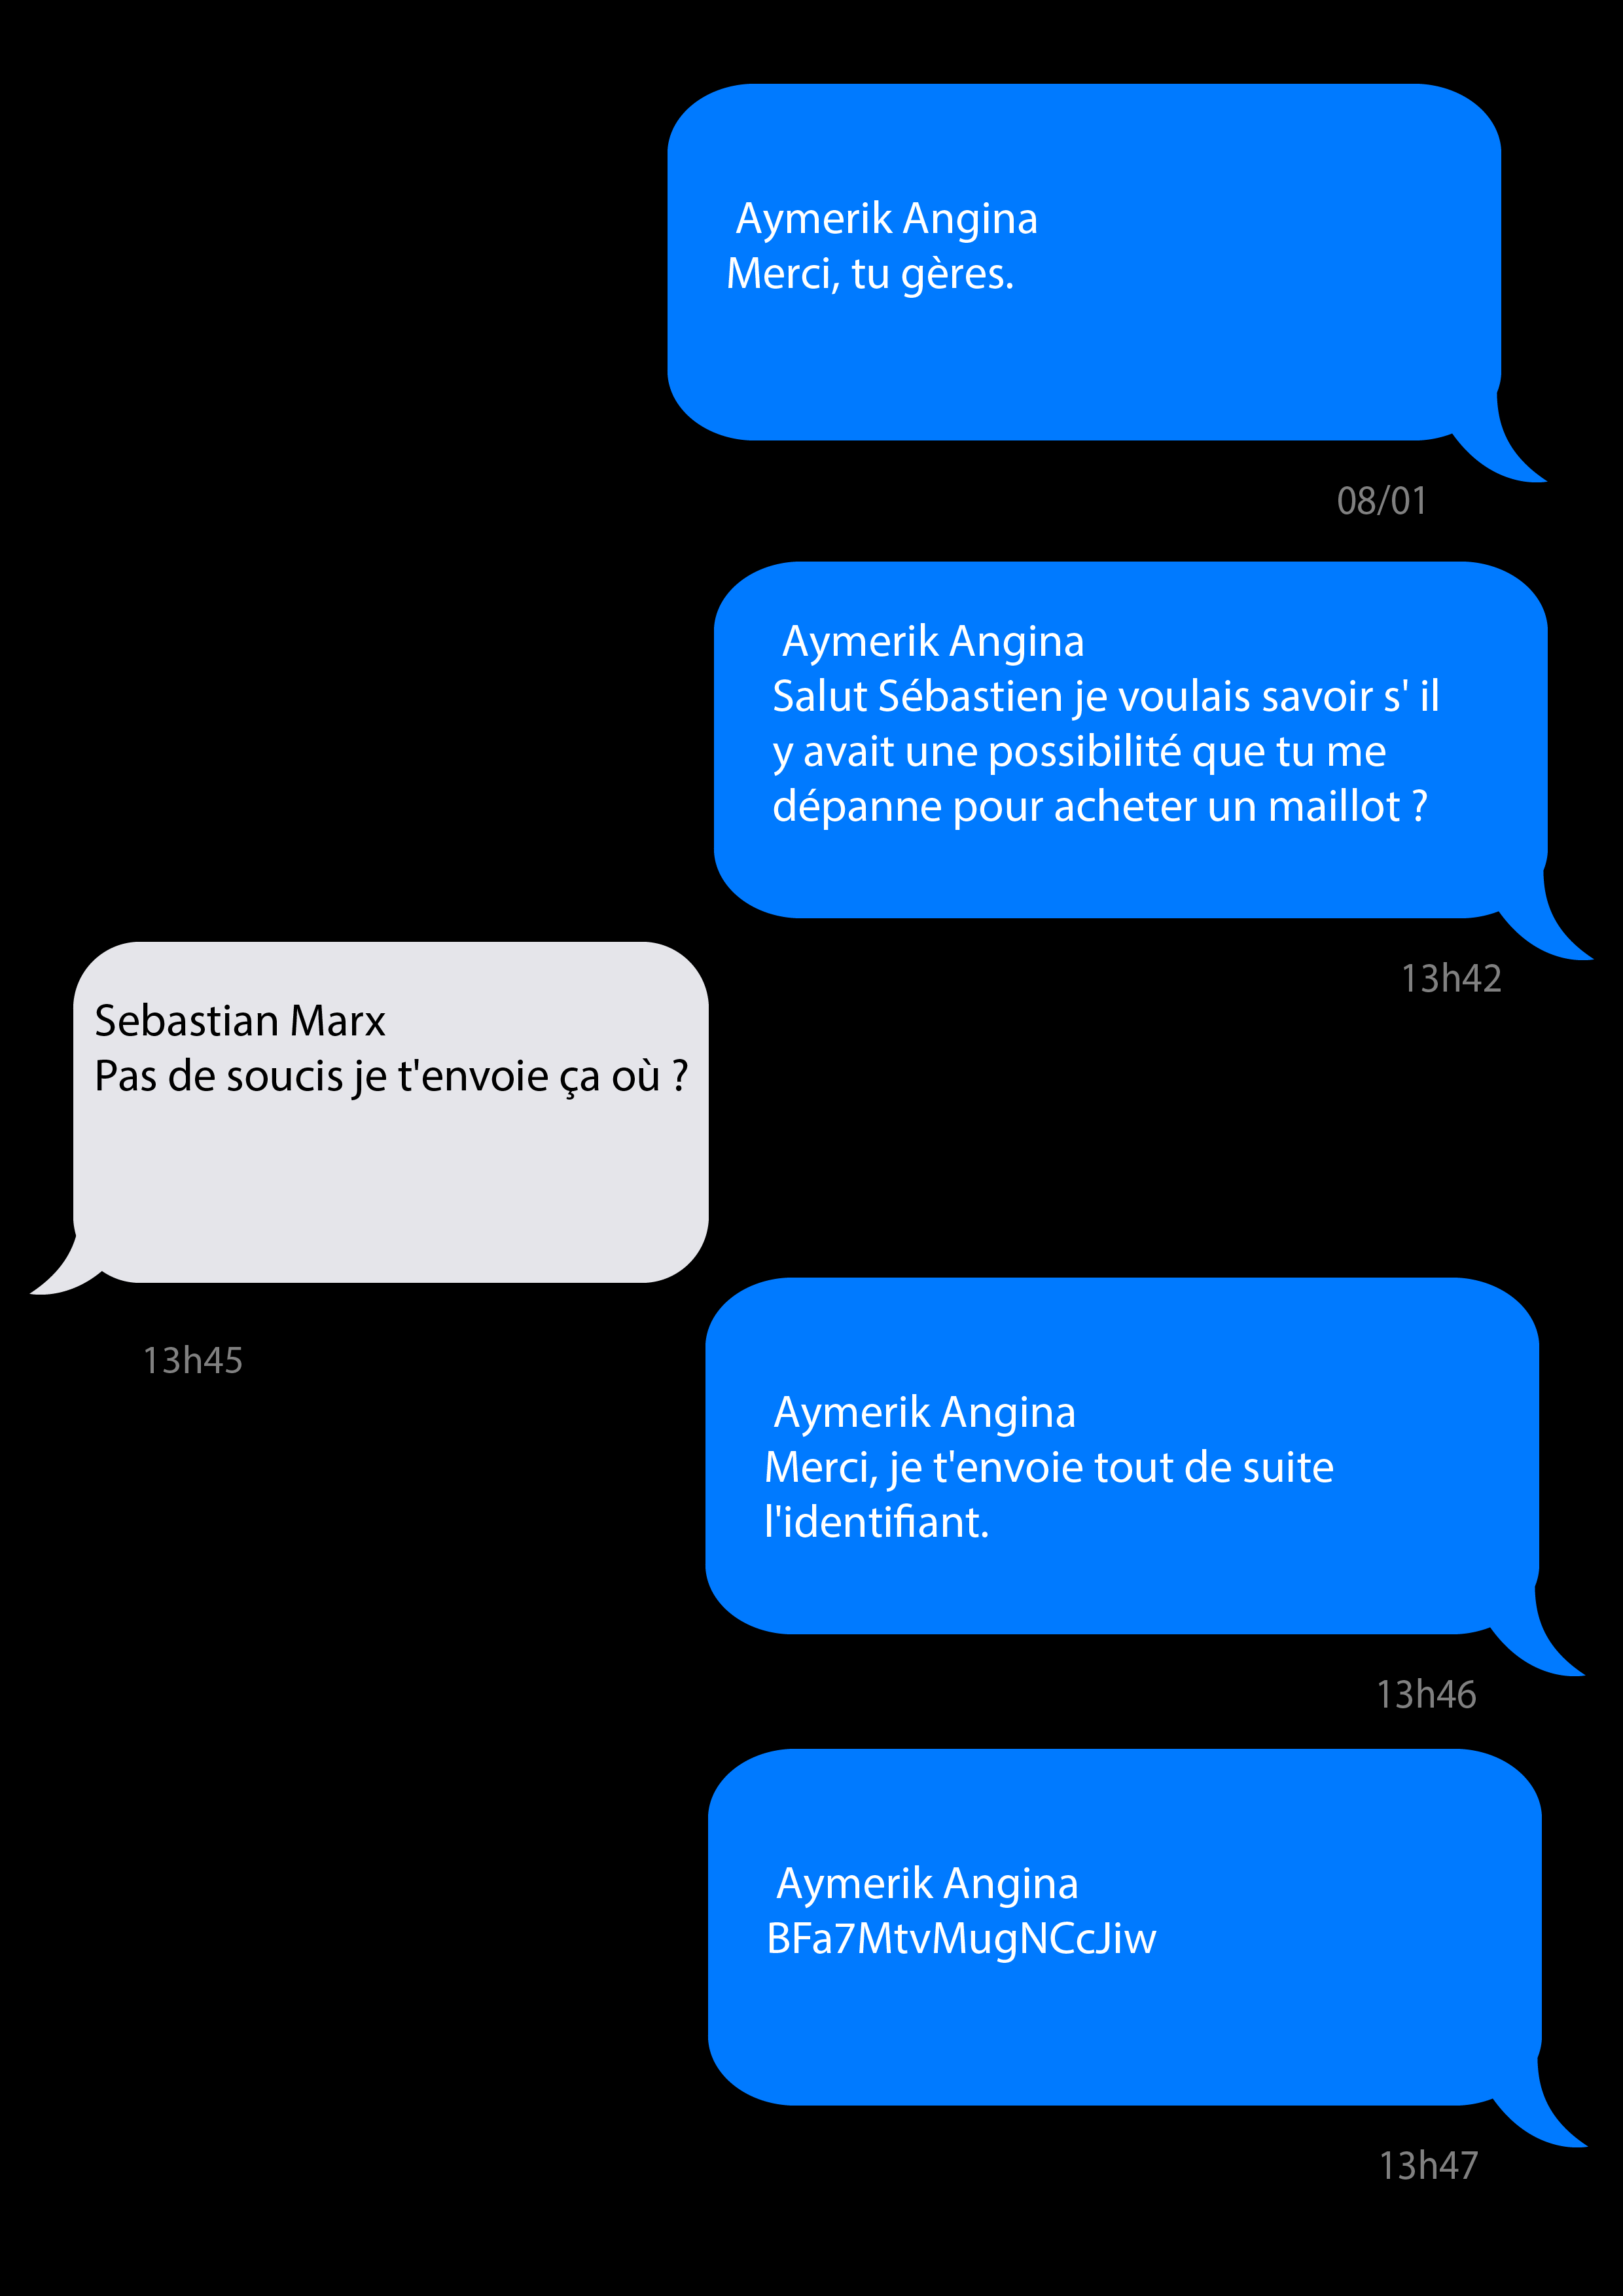 Aymerik Angina
Merci, tu gères.
08/01
Aymerik Angina
Salut Sébastien je voulais savoir s' il
y avait une possibilité que tu me
dépanne pour acheter un maillot ?
13h42
Sebastian Marx
Pas de soucis je t'envoie ça où ?
13h45
Aymerik Angina
Merci, je t'envoie tout de suite
l'identifiant.
13h46
Aymerik Angina
BFa7MtvMugNCcJiw
13h47